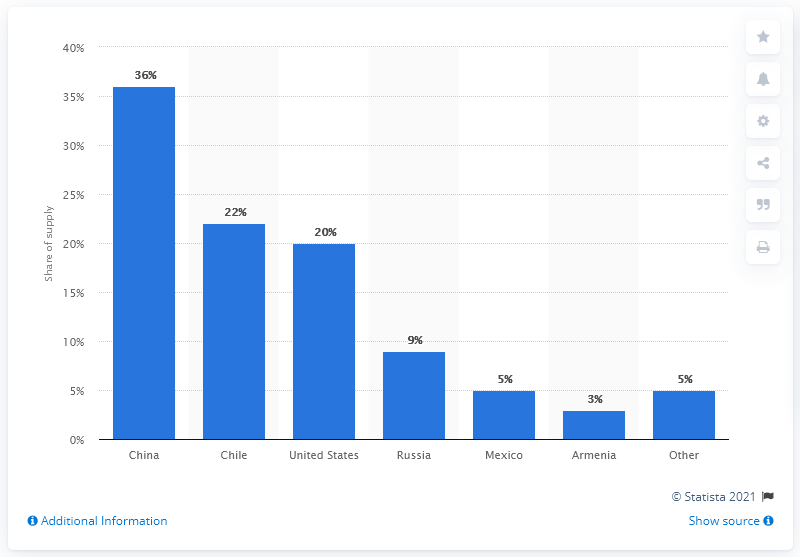 40%
36%
35%
30%
25%
22%
20%
20%
15%
10%
9%
5%
5%
3%
5%
0%
Share of supply
China
Chile
United States
Russia
Mexico
Armenia
Other
© Statista 2021
Additional Information
Show source